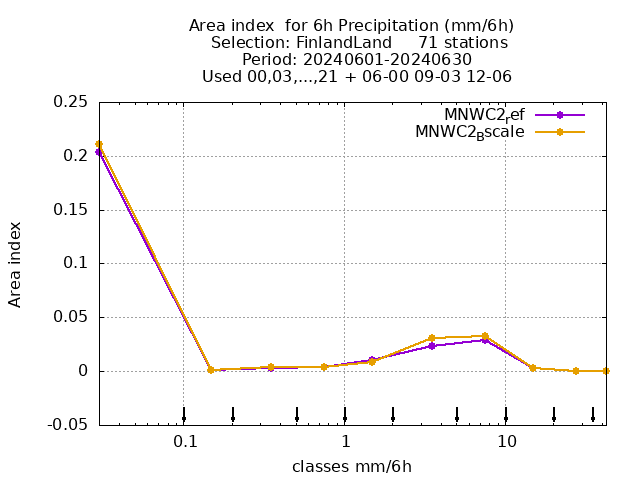 Area index  for 6h Precipitation (mm/6h)
Selection: FinlandLand     71 stations
Period: 20240601-20240630
Used 00,03,...,21 + 06-00 09-03 12-06
MNWC2ref
MNWC2Bscale
0.25
0.2
0.15
0.1
0.05
0
-0.05
Area index
0.1
1
10
classes mm/6h